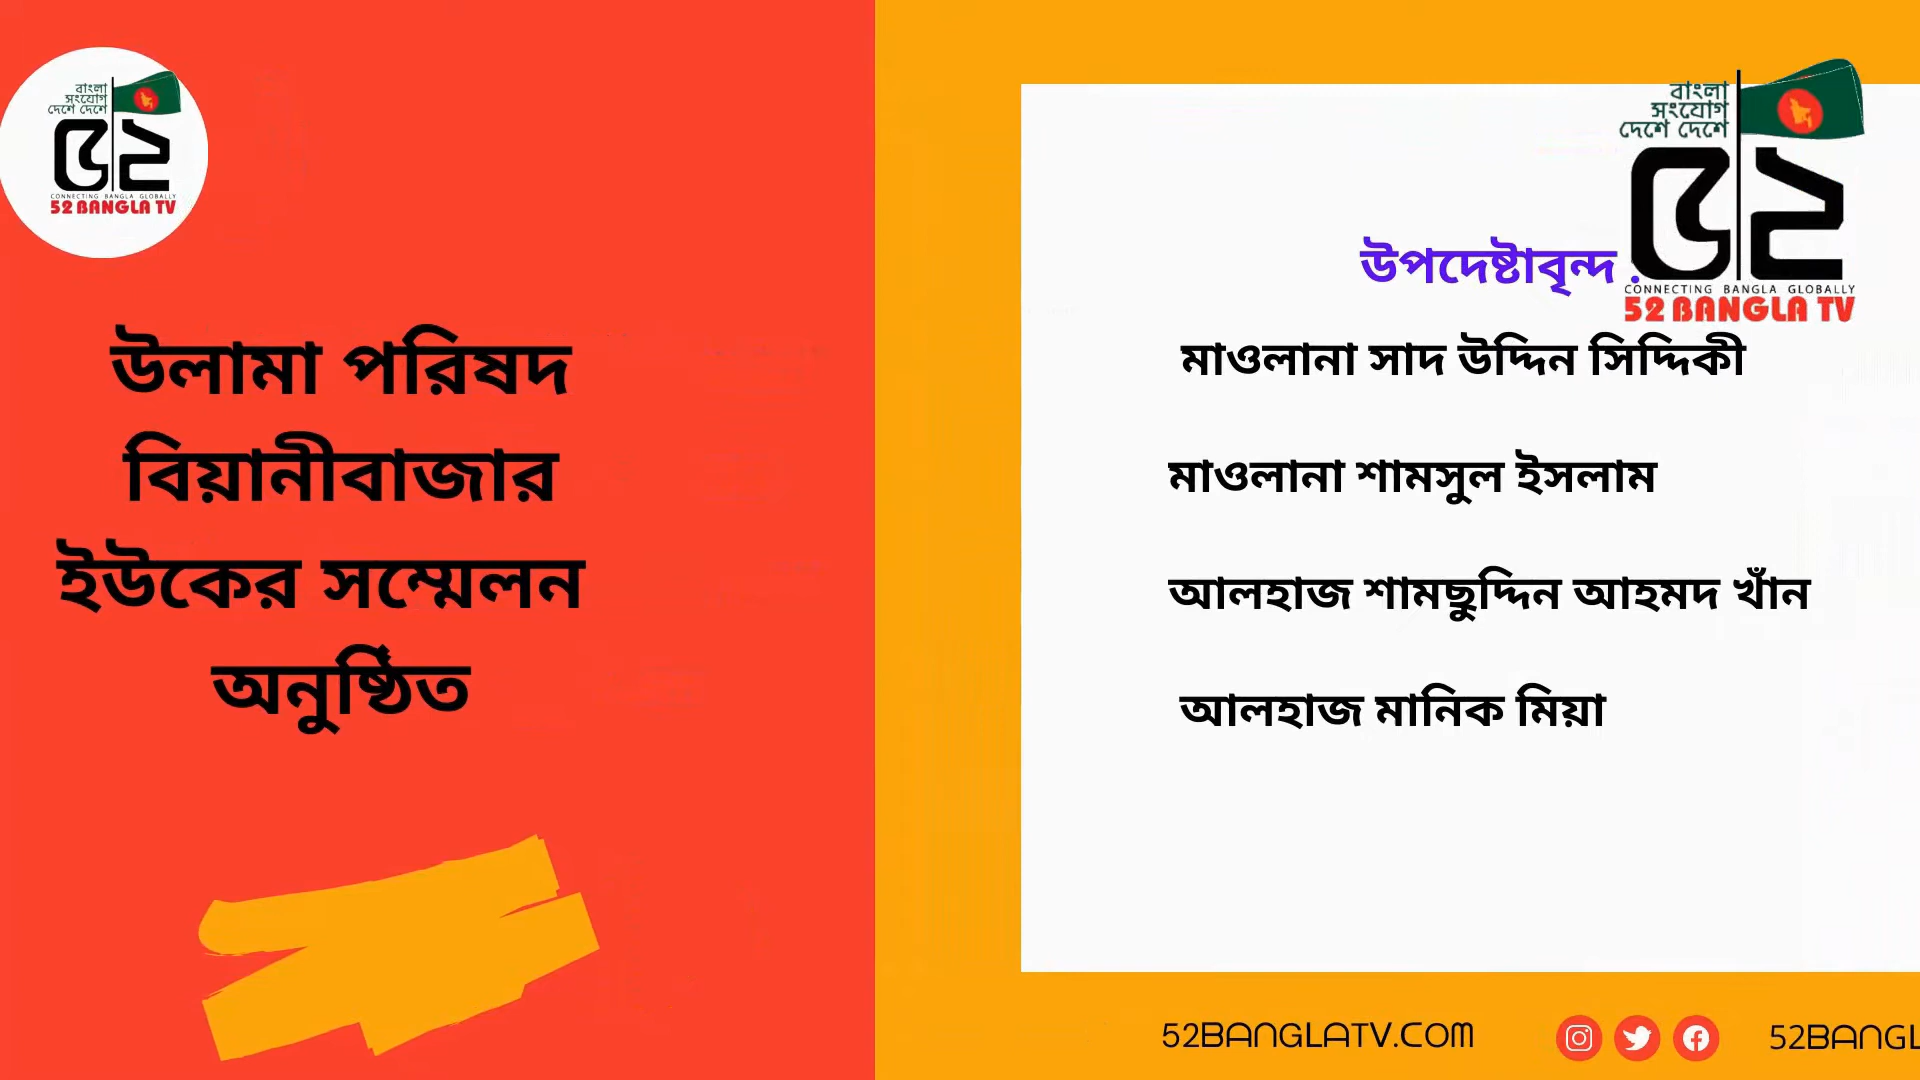 বাংলা
সংযোগ
দেশে দেশে
৫২
CONNECTING BANGLA GLOBALLY
52 BANGLA TV
উলামা পরিষদ
বিয়ানীবাজার
ইউকের সম্মেলন
অনুষ্ঠিত
বাংলা
সংযোগ
দেশে দেশে
৫২
CONNECTING BANGLA GLOBALLY
52 BANGLA TV
উপদেষ্টাবৃন্দ :
মাওলানা সাদ উদ্দিন সিদ্দিকী
মাওলানা শামসুল ইসলাম
আলহাজ শামছুদ্দিন আহমদ খাঁন
আলহাজ মানিক মিয়া
52BANGLATV.COM
52BANGL